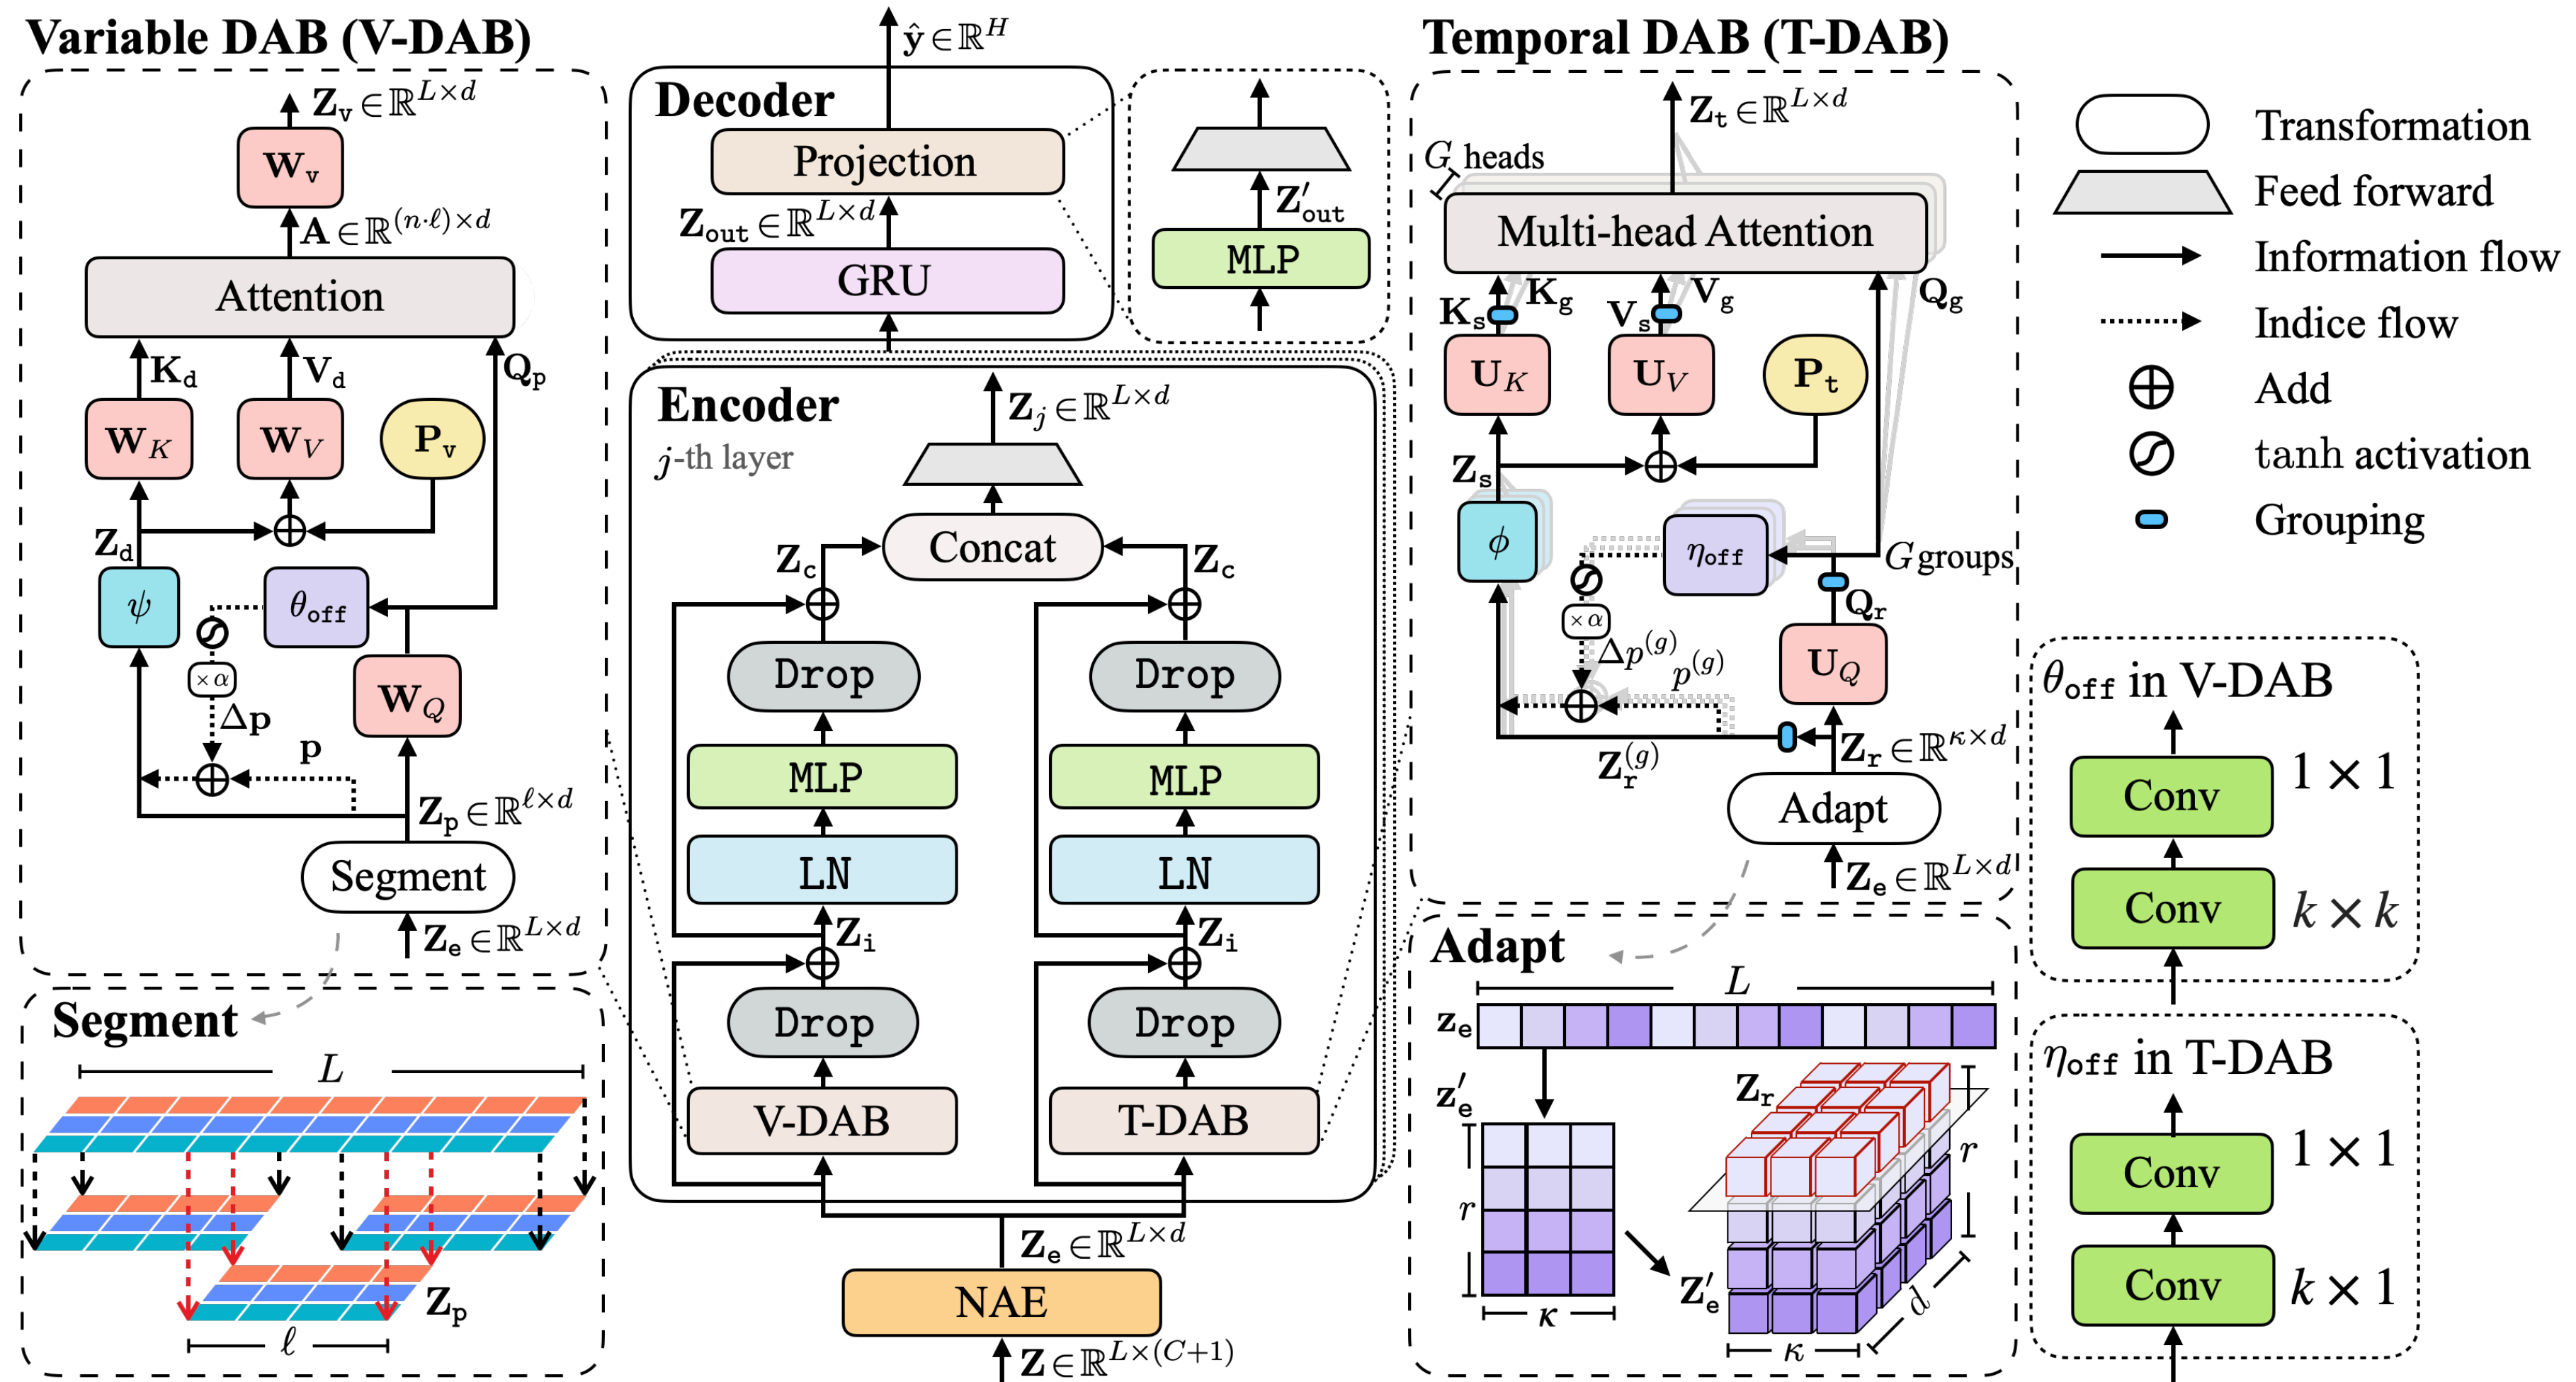 Variable DAB (V-DAB)
Z_v ∈ ℝ^{L×d}
W_v
A ∈ ℝ^{(n·ℓ)×d}
Attention
K_d
V_d
Q_p
W_K
W_V
P_v
Z_d
ψ
θ_off
×α
W_Q
Δp
p
Z_p ∈ ℝ^{ℓ×d}
Segment
Z_e ∈ ℝ^{L×d}
Segment
L
Z_p
ℓ
ŷ ∈ ℝ^H
Decoder
Projection
Z_out ∈ ℝ^{L×d}
GRU
Z′_out
MLP
Encoder
j-th layer
Z_j ∈ ℝ^{L×d}
Concat
Z_c
Z_c
Drop
Drop
MLP
MLP
LN
LN
Z_i
Z_i
Drop
Drop
V-DAB
T-DAB
Z_e ∈ ℝ^{L×d}
NAE
Z ∈ ℝ^{L×(C+1)}
Temporal DAB (T-DAB)
Z_t ∈ ℝ^{L×d}
G heads
Multi-head Attention
K_s
K_g
V_s
V_g
Q_g
U_K
U_V
P_t
Z_s
ϕ
η_off
G groups
×α
Q_r
Δp^{(g)}
p^{(g)}
U_Q
Z_r^{(g)}
Z_r ∈ ℝ^{κ×d}
Adapt
Z_e ∈ ℝ^{L×d}
Adapt
L
z_e
z′_e
Z_r
r
r
Z′_e
κ
κ
d
Transformation
Feed forward
Information flow
Indice flow
Add
tanh activation
Grouping
θ_off in V-DAB
Conv
1 × 1
Conv
k × k
η_off in T-DAB
Conv
1 × 1
Conv
k × 1